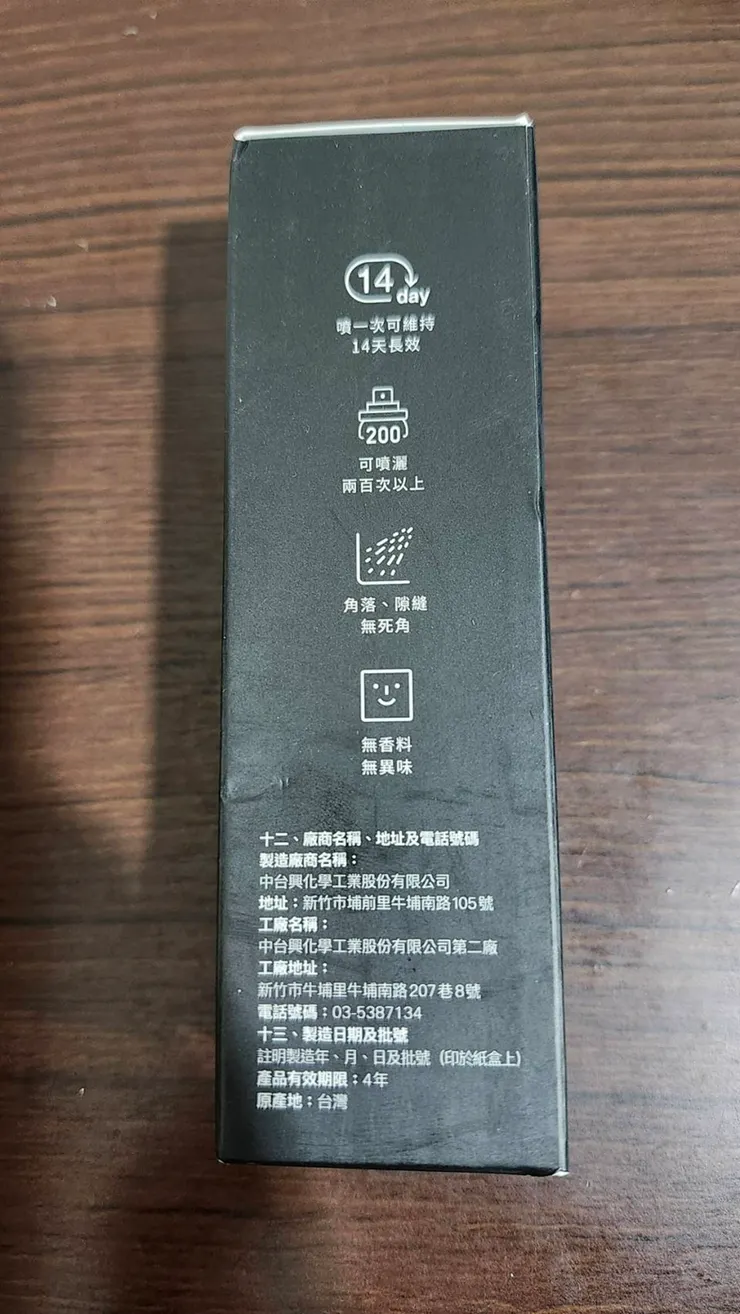 14
day
噴一次可維持
14天長效
200
可噴灑
兩百次以上
角落、隙縫
無死角
無香料
無異味
十二、廠商名稱、地址及電話號碼
製造廠商名稱：
中台興化學工業股份有限公司
地址：新竹市埔前里牛埔南路105號
工廠名稱：
中台興化學工業股份有限公司第二廠
工廠地址：
新竹市牛埔里牛埔南路207巷8號
電話號碼：03-5387134
十三、製造日期及批號
註明製造年、月、日及批號（印於紙盒上）
產品有效期限：4年
原產地：台灣